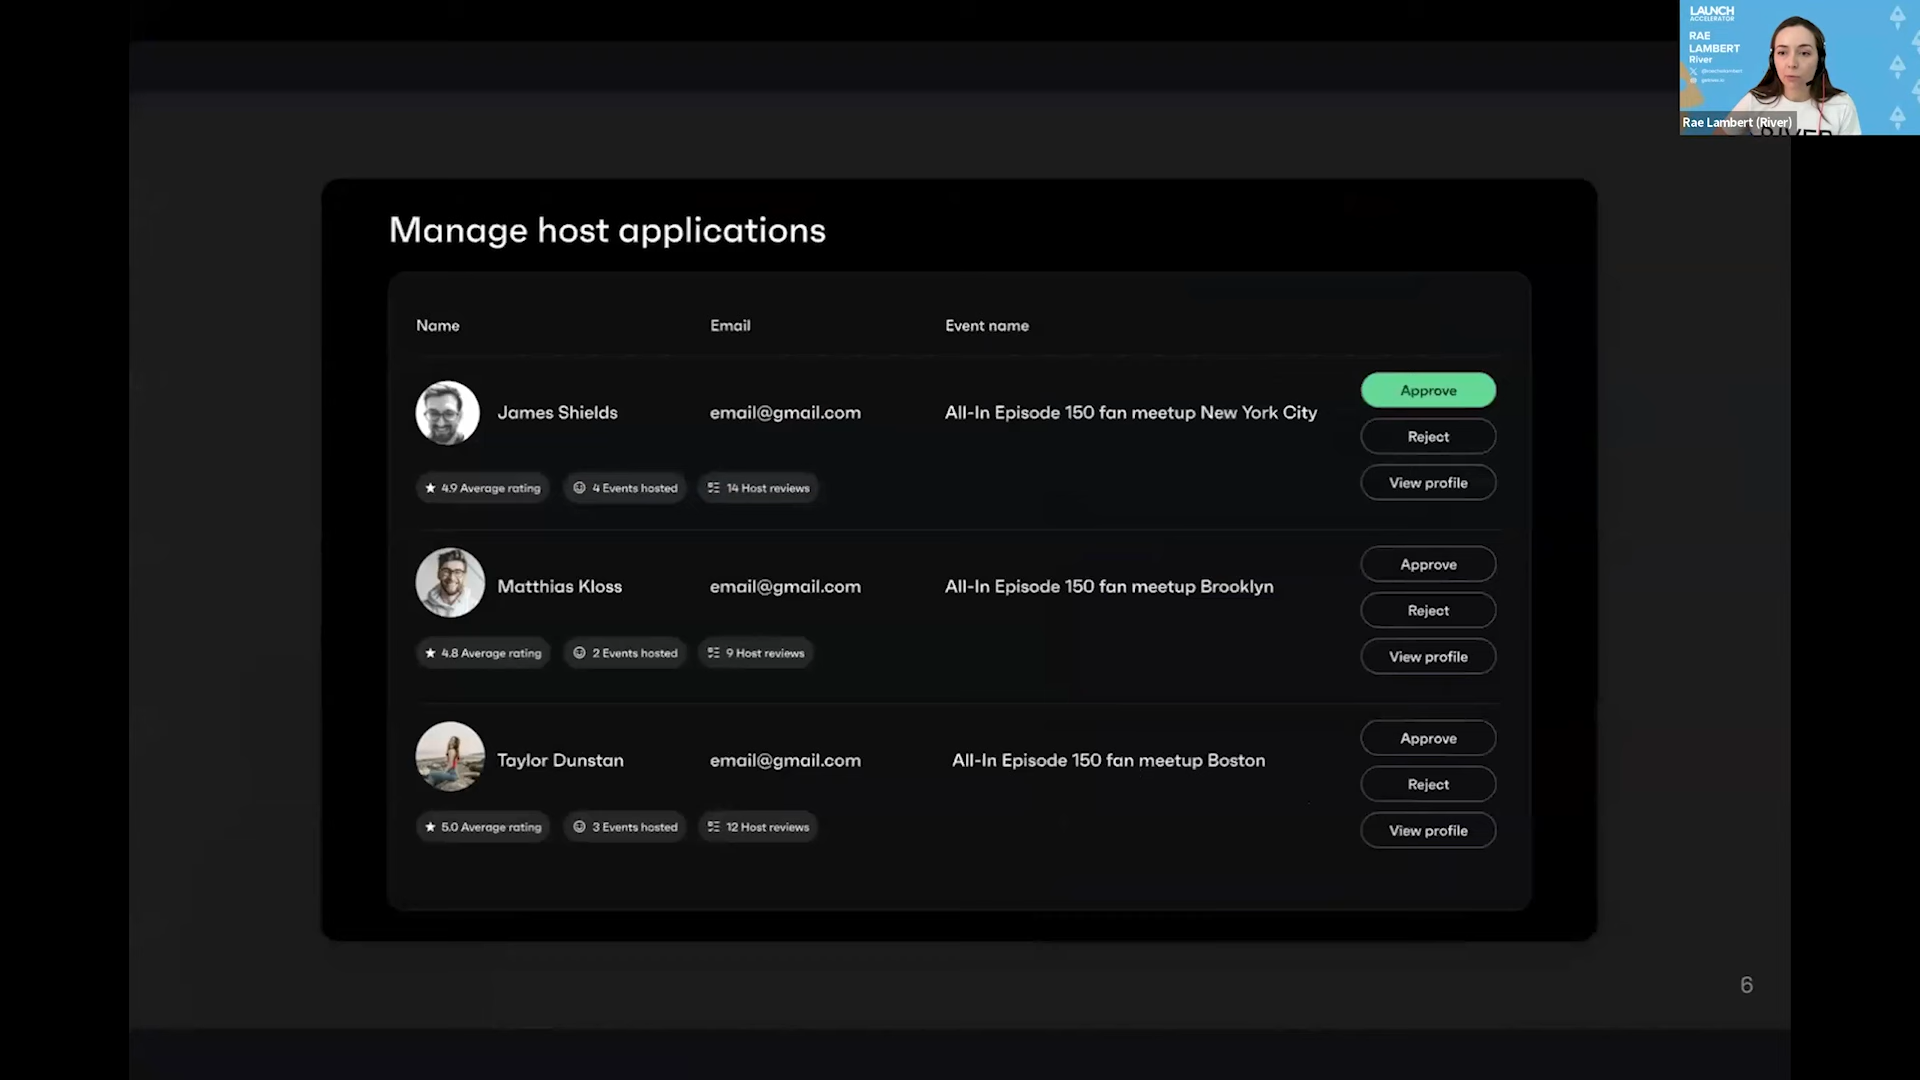 LAUNCH
ACCELERATOR
RAE
LAMBERT
River
Rae Lambert (River)
Manage host applications
Name Email Event name
James Shields email@gmail.com All-In Episode 150 fan meetup New York City
Approve
Reject
View profile
4.9 Average rating 4 Events hosted 14 Host reviews
Matthias Kloss email@gmail.com All-In Episode 150 fan meetup Brooklyn
Approve
Reject
View profile
4.8 Average rating 2 Events hosted 9 Host reviews
Taylor Dunstan email@gmail.com All-In Episode 150 fan meetup Boston
Approve
Reject
View profile
5.0 Average rating 3 Events hosted 12 Host reviews
6